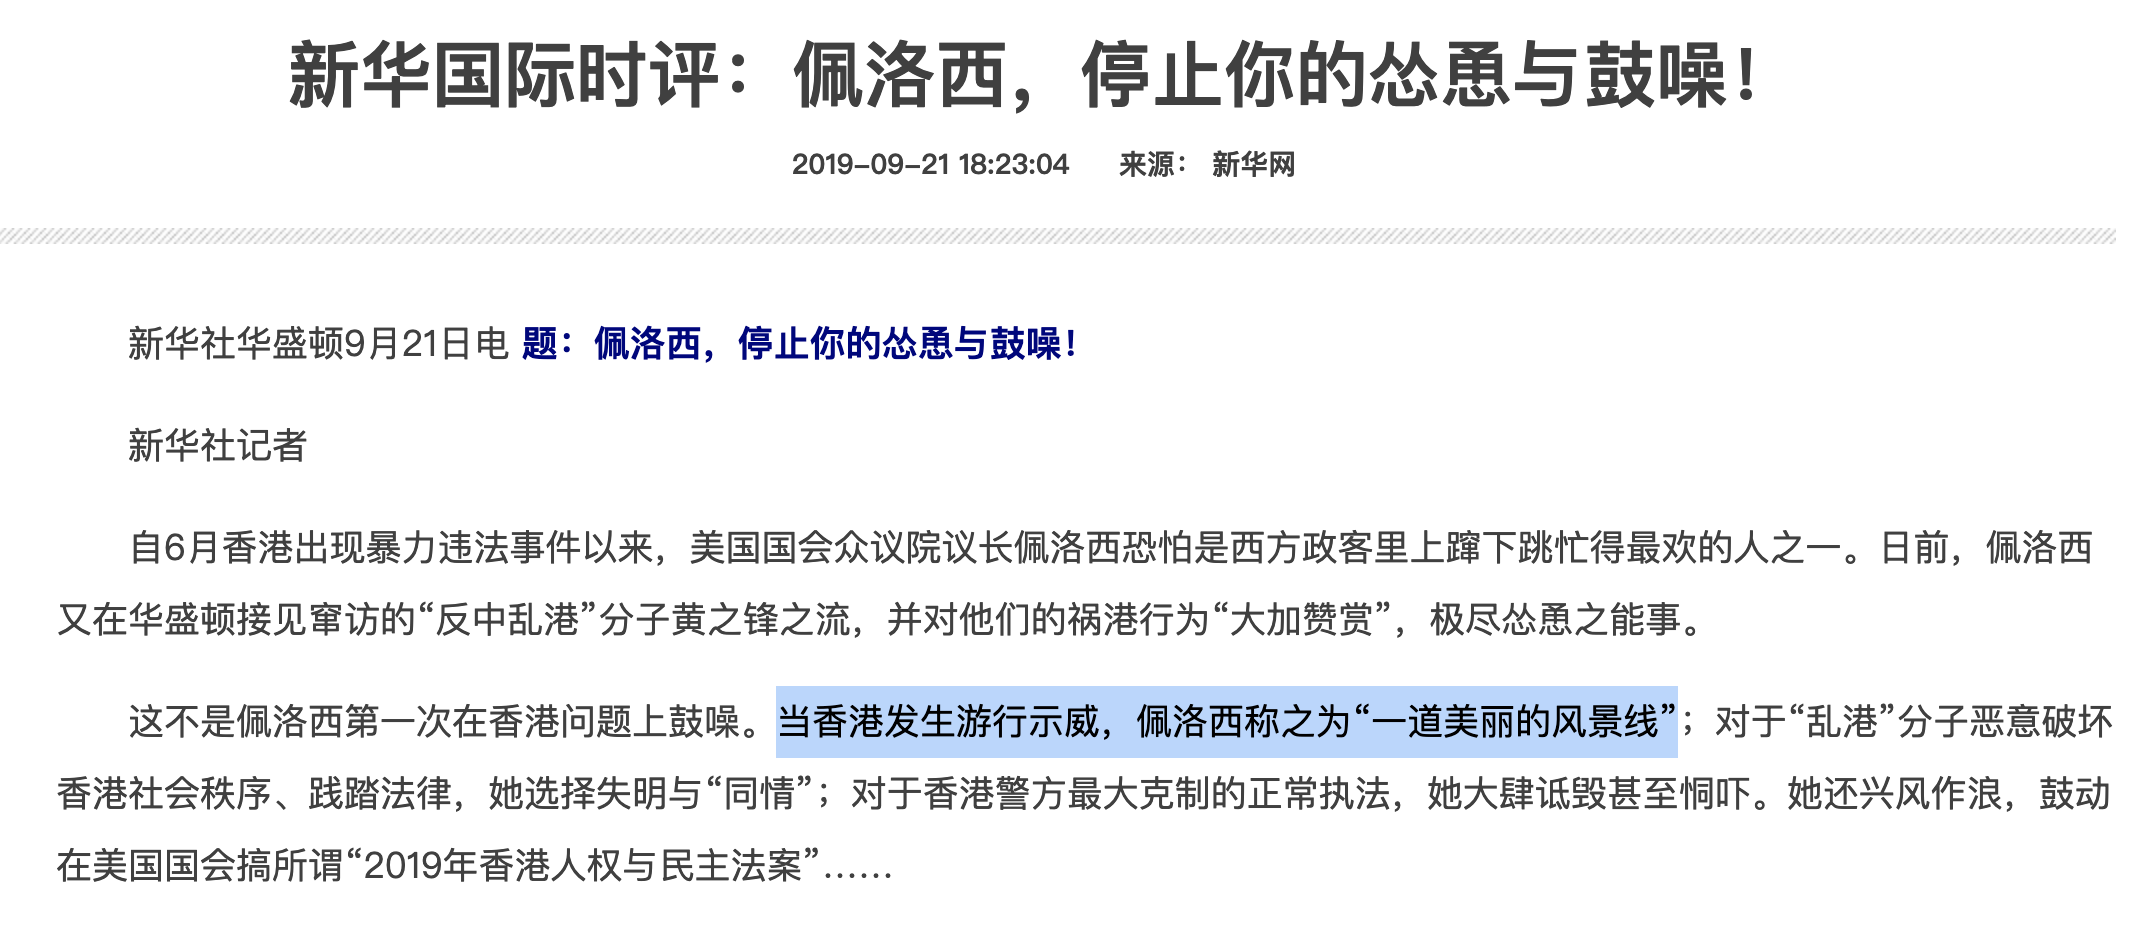 新华国际时评：佩洛西，停止你的怂恿与鼓噪！
2019-09-21 18:23:04 来源： 新华网
新华社华盛顿9月21日电 题：佩洛西，停止你的怂恿与鼓噪！
新华社记者
自6月香港出现暴力违法事件以来，美国国会众议院议长佩洛西恐怕是西方政客里上蹿下跳忙得最欢的人之一。日前，佩洛西
又在华盛顿接见窜访的“反中乱港”分子黄之锋之流，并对他们的祸港行为“大加赞赏”，极尽怂恿之能事。
这不是佩洛西第一次在香港问题上鼓噪。当香港发生游行示威，佩洛西称之为“一道美丽的风景线”；对于“乱港”分子恶意破坏
香港社会秩序、践踏法律，她选择失明与“同情”；对于香港警方最大克制的正常执法，她大肆诋毁甚至恫吓。她还兴风作浪，鼓动
在美国国会搞所谓“2019年香港人权与民主法案”……